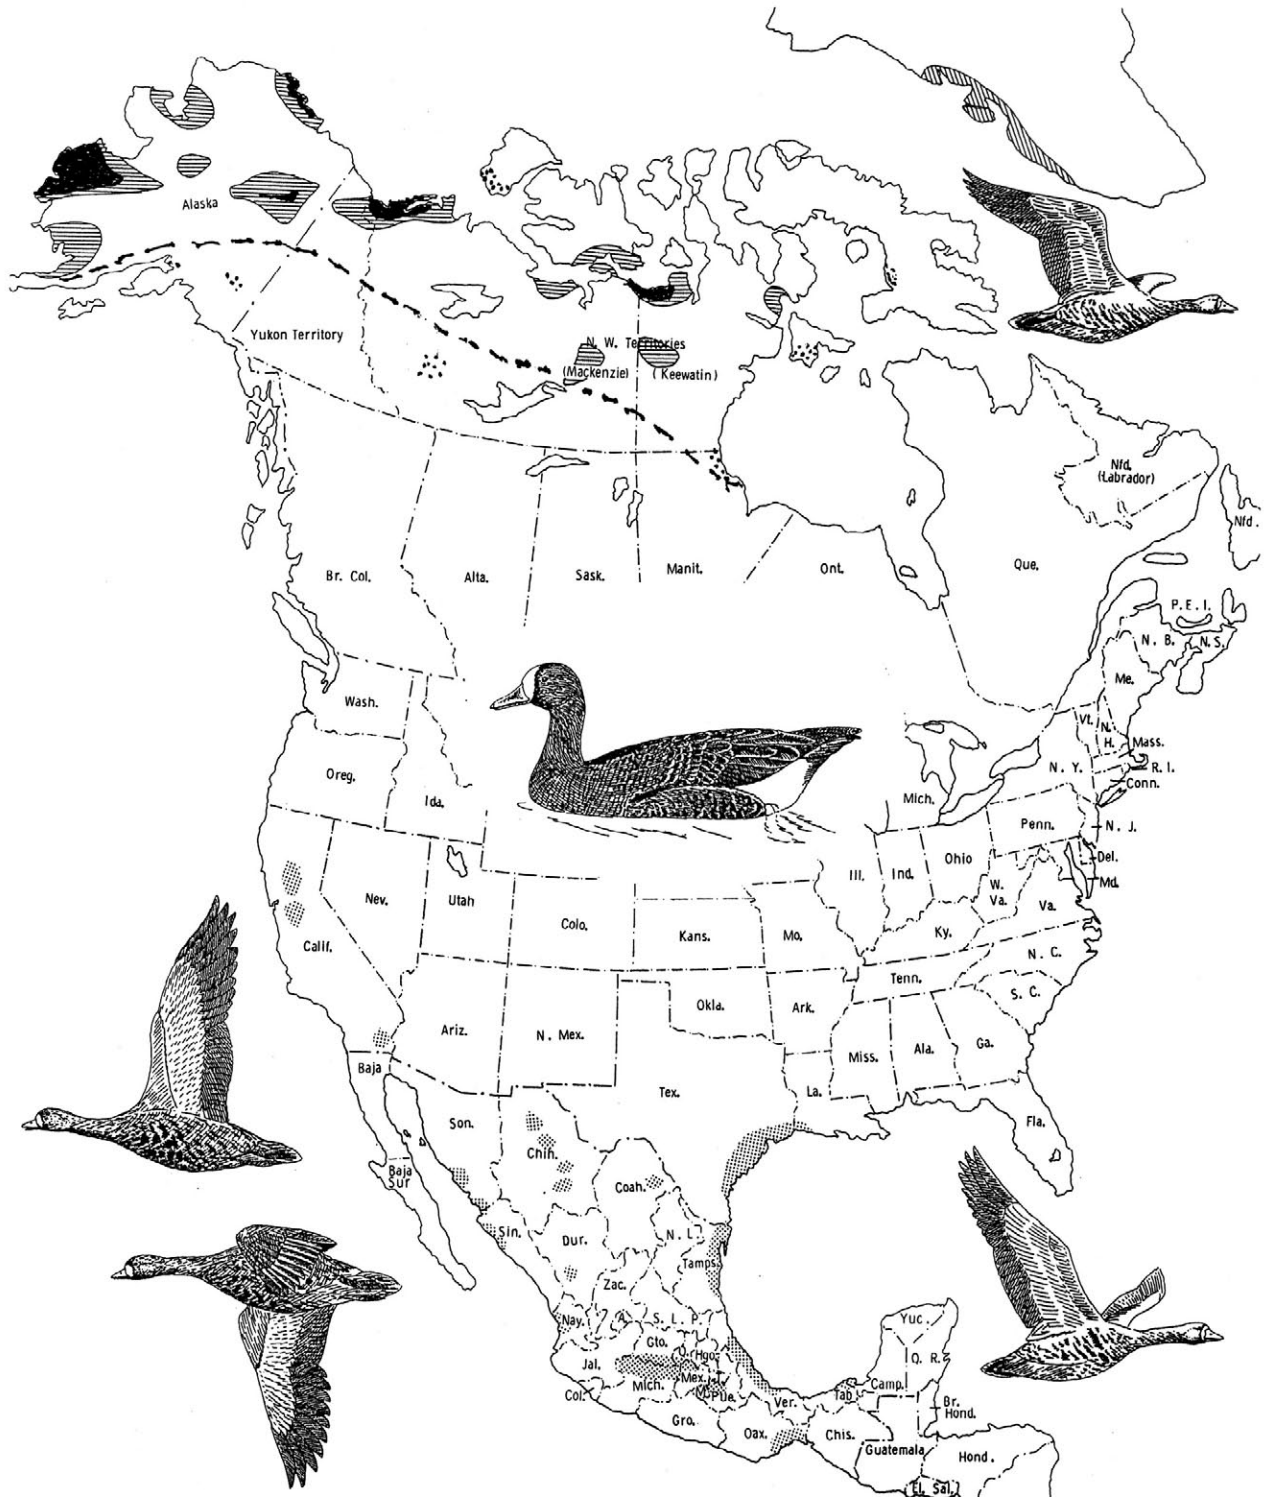 Alaska
Yukon Territory
N. W. Territories
(Mackenzie)
(Keewatin)
Nfd.
(Labrador)
Nfd.
Br. Col.
Alta.
Sask.
Manit.
Ont.
Que.
P.E.I.
N. B.
N.S.
Me.
Wash.
Vt.
N.
H.
Mass.
Oreg.
N. Y.
R.I.
Conn.
Ida.
Mich.
Penn.
N. J.
Ohio
Del.
Ill.
Ind.
Md.
W.
Va.
Nev.
Utah
Va.
Colo.
Kans.
Mo.
Ky.
Calif.
N. C.
Tenn.
S. C.
Okla.
Ark.
Ariz.
N. Mex.
Miss.
Ala.
Ga.
Baja
Tex.
La.
Son.
Fla.
Chih.
Baja
Sur
Coah.
Sin.
Dur.
N. L.
Tamps.
Zac.
Nay.
A.
S. L. P.
Yuc.
Gto.
Q.
Hgo.
Q. R.
Jal.
Mex.
Camp.
Mich.
Col.
M.
Pue.
Ver.
Tab.
Br.
Hond.
Gro.
Oax.
Chis.
Guatemala
Hond.
El. Sal.